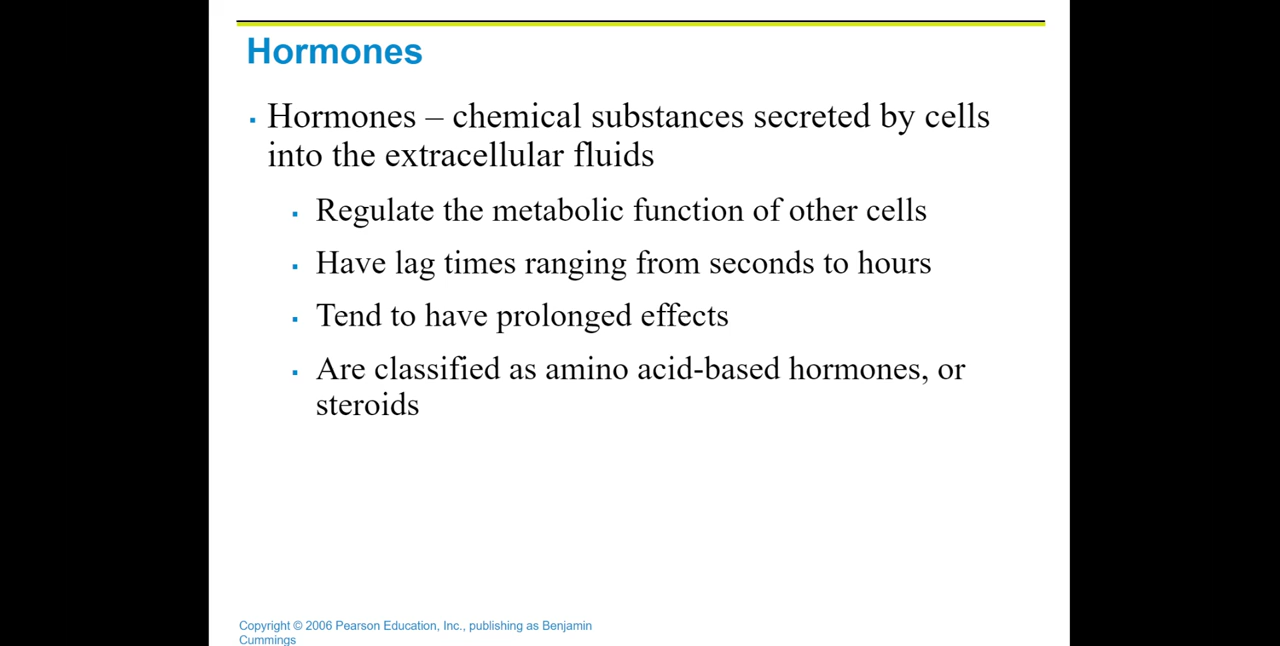 Hormones
▪ Hormones – chemical substances secreted by cells
into the extracellular fluids
▪ Regulate the metabolic function of other cells
▪ Have lag times ranging from seconds to hours
▪ Tend to have prolonged effects
▪ Are classified as amino acid-based hormones, or
steroids
Copyright © 2006 Pearson Education, Inc., publishing as Benjamin
Cummings